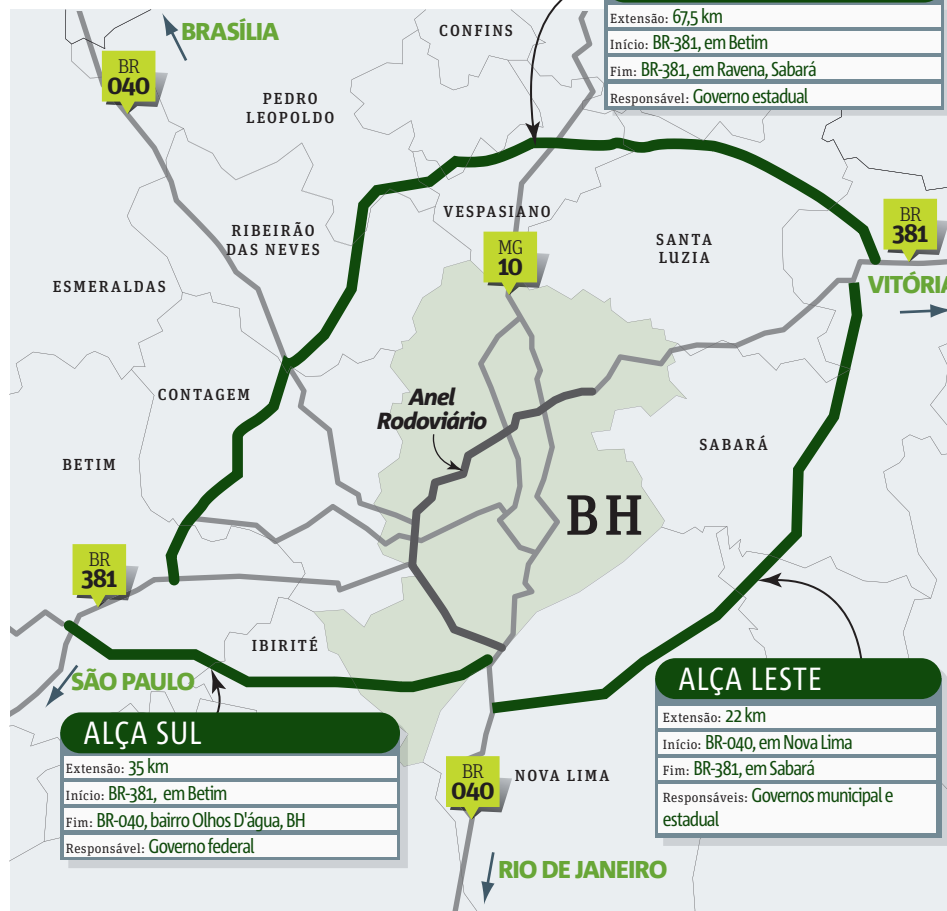 Extensão: 67,5 km
Início: BR-381, em Betim
Fim: BR-381, em Ravena, Sabará
Responsável: Governo estadual
BRASÍLIA
CONFINS
BR
040
PEDRO
LEOPOLDO
VESPASIANO
RIBEIRÃO
DAS NEVES
MG
10
SANTA
LUZIA
BR
381
VITÓRIA
ESMERALDAS
CONTAGEM
Anel
Rodoviário
SABARÁ
BETIM
BH
BR
381
IBIRITÉ
SÃO PAULO
ALÇA SUL
Extensão: 35 km
Início: BR-381, em Betim
Fim: BR-040, bairro Olhos D'água, BH
Responsável: Governo federal
ALÇA LESTE
Extensão: 22 km
Início: BR-040, em Nova Lima
Fim: BR-381, em Sabará
Responsáveis: Governos municipal e
estadual
BR
040
NOVA LIMA
RIO DE JANEIRO